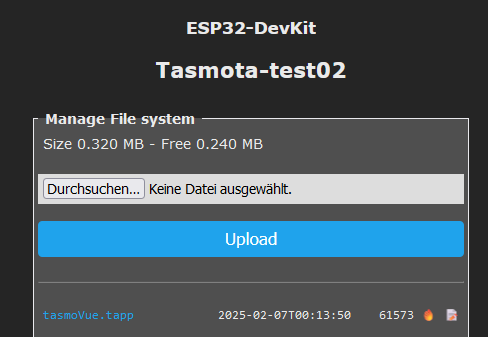 ESP32-DevKit
Tasmota-test02
Manage File system
Size 0.320 MB - Free 0.240 MB
Durchsuchen... Keine Datei ausgewählt.
Upload
tasmoVue.tapp 2025-02-07T00:13:50 61573